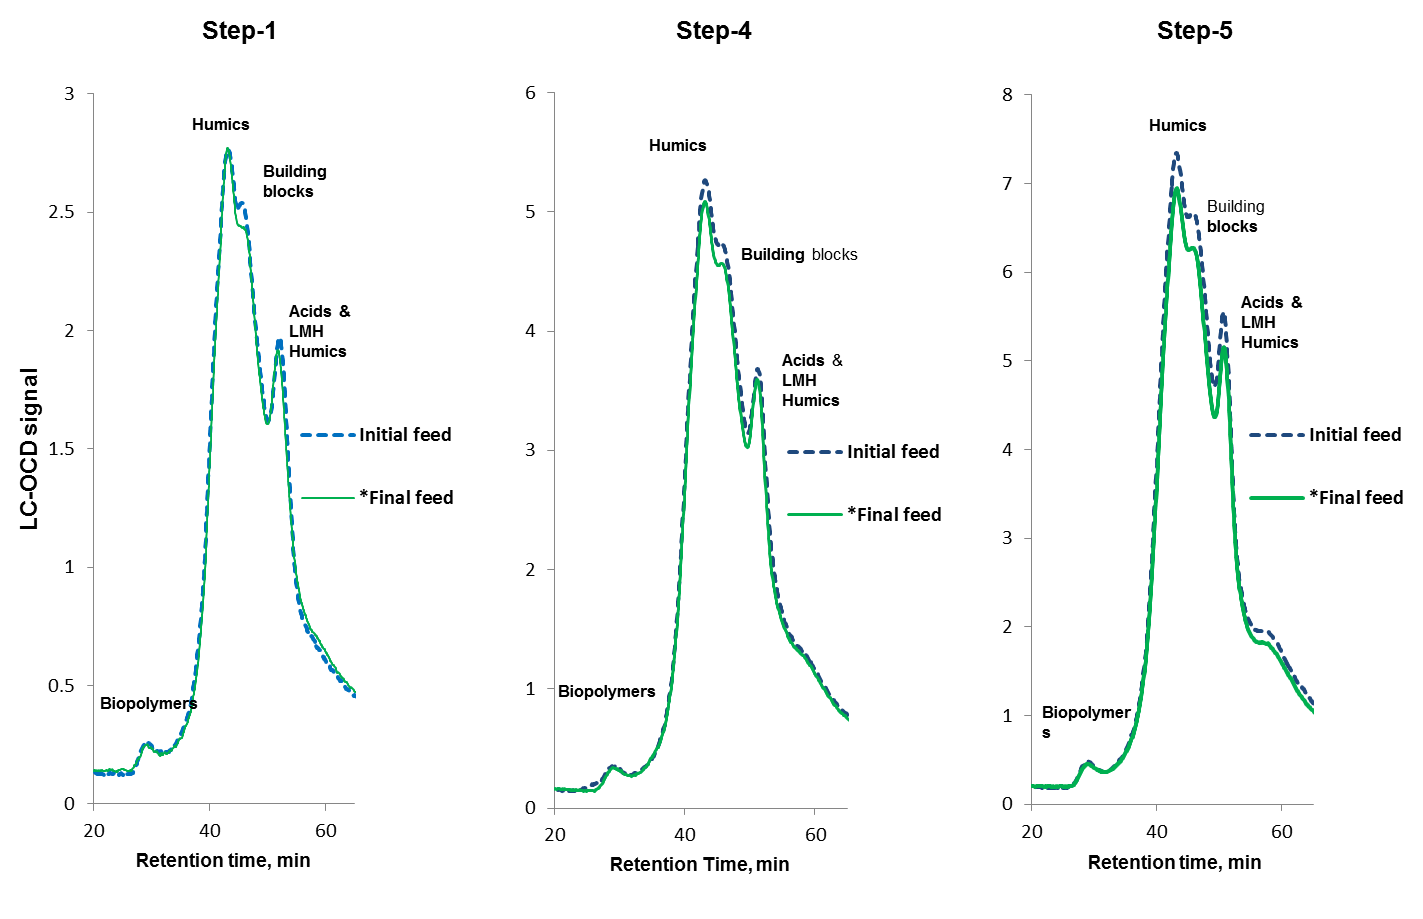 Step-1
Step-4
Step-5
LC-OCD signal
3
2.5
2
1.5
1
0.5
0
20
40
60
Retention time, min
Humics
Building
blocks
Acids &
LMH
Humics
Initial feed
*Final feed
Biopolymers
6
5
4
3
2
1
0
20
40
60
Retention Time, min
Humics
Building blocks
Acids &
LMH
Humics
Initial feed
*Final feed
Biopolymers
8
7
6
5
4
3
2
1
0
20
40
60
Retention time, min
Humics
Building
blocks
Acids &
LMH
Humics
Initial feed
*Final feed
Biopolymer
s